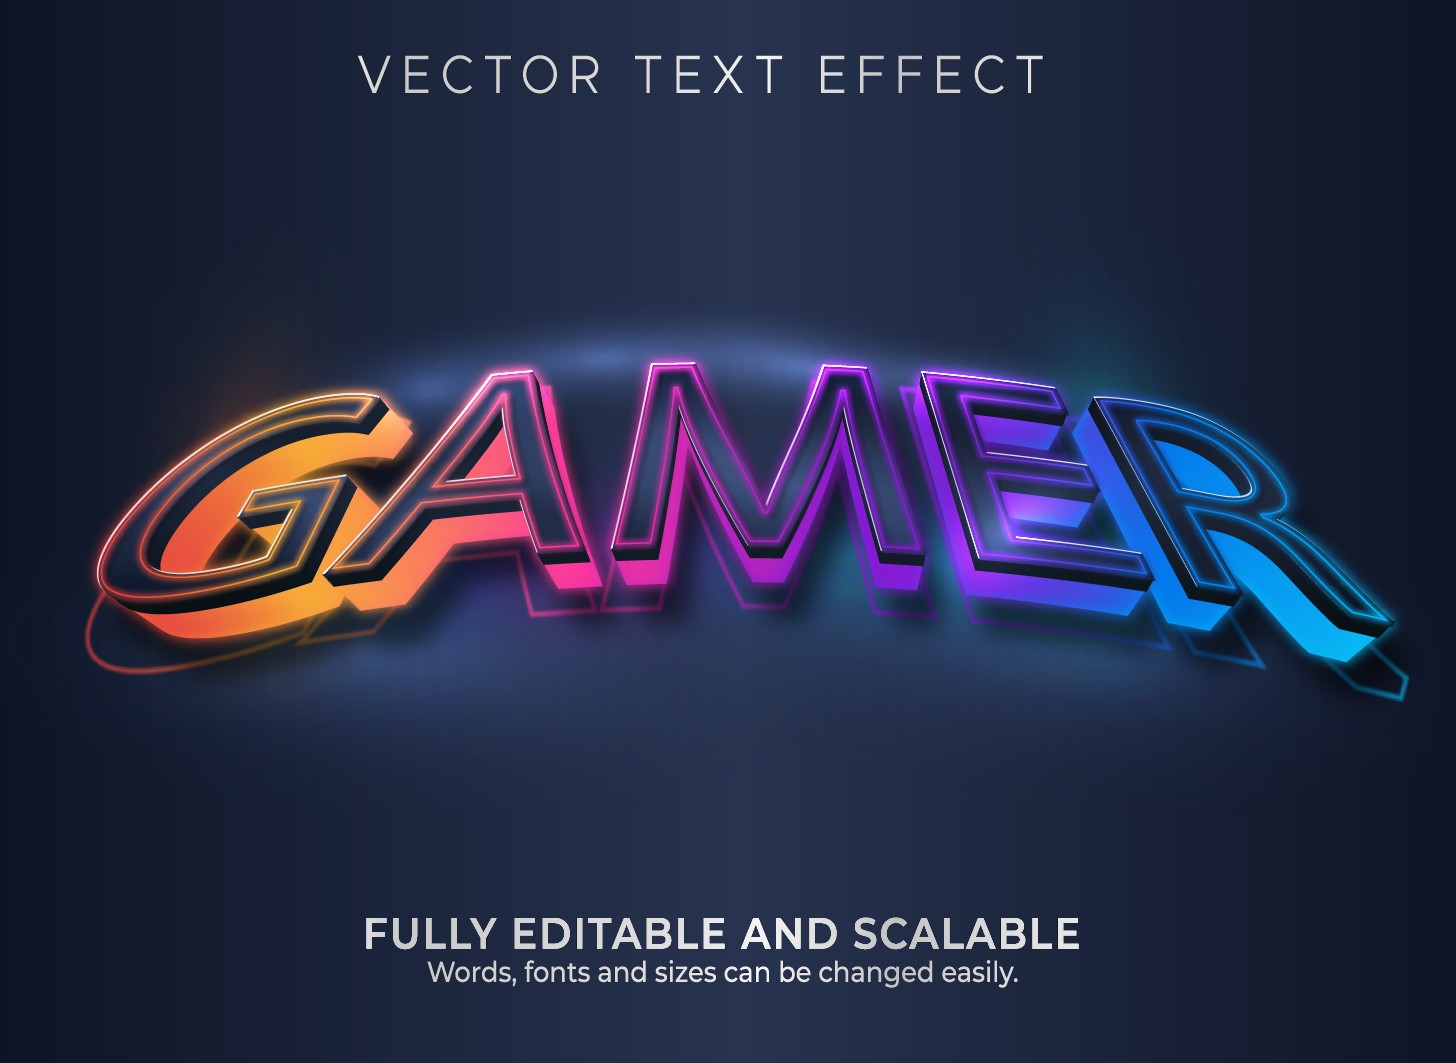 VECTOR TEXT EFFECT
GAMER
FULLY EDITABLE AND SCALABLE
Words, fonts and sizes can be changed easily.